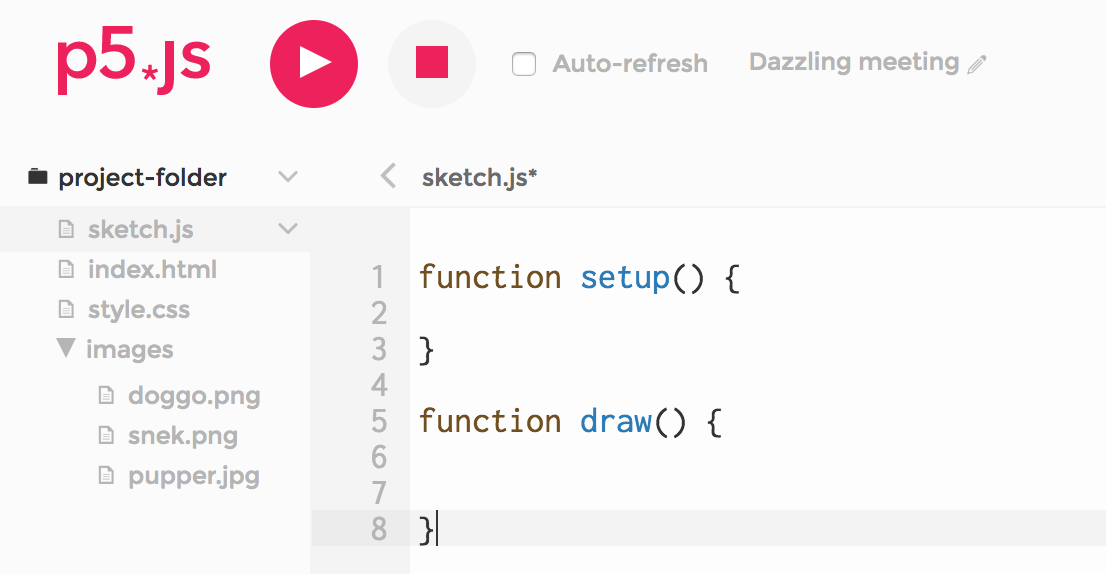 p5*js
Auto-refresh
Dazzling meeting
project-folder
sketch.js
index.html
style.css
images
doggo.png
snek.png
pupper.jpg
sketch.js*
1 function setup() {
2
3 }
4
5 function draw() {
6
7
8 }